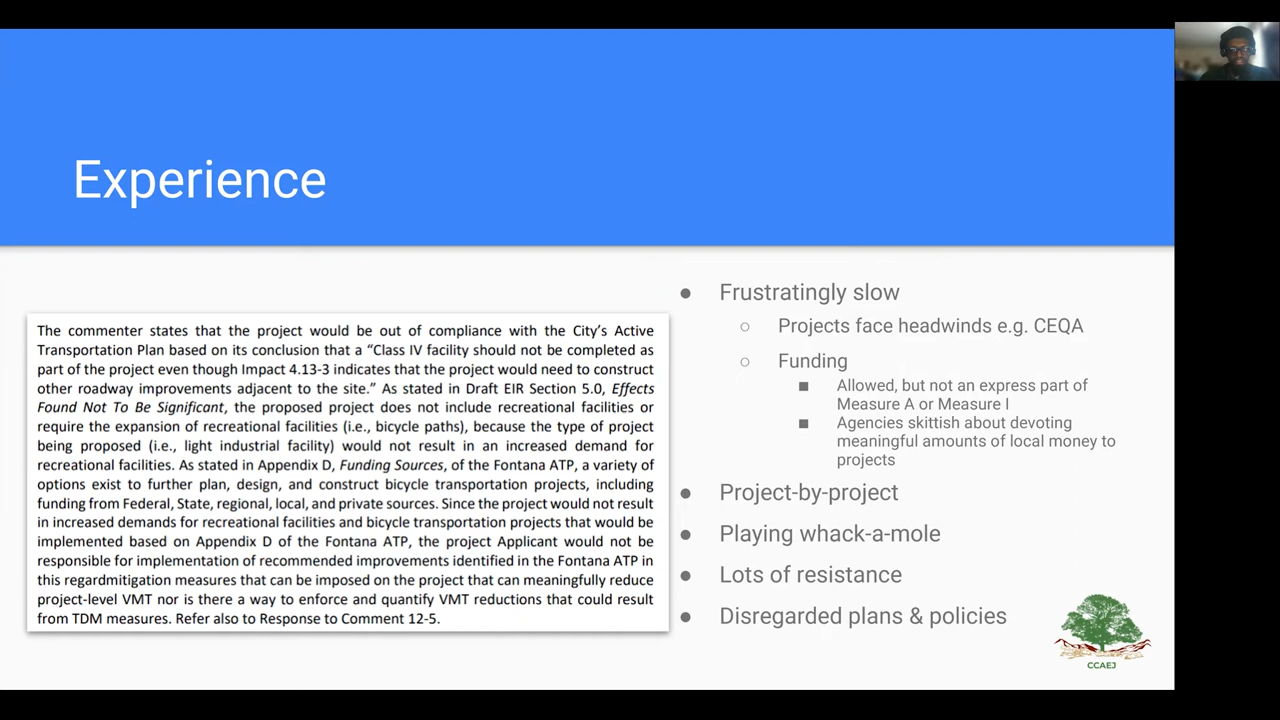 Experience
The commenter states that the project would be out of compliance with the City's Active
Transportation Plan based on its conclusion that a “Class IV facility should not be completed as
part of the project even though Impact 4.13-3 indicates that the project would need to construct
other roadway improvements adjacent to the site.” As stated in Draft EIR Section 5.0, Effects
Found Not To Be Significant, the proposed project does not include recreational facilities or
require the expansion of recreational facilities (i.e., bicycle paths), because the type of project
being proposed (i.e., light industrial facility) would not result in an increased demand for
recreational facilities. As stated in Appendix D, Funding Sources, of the Fontana ATP, a variety of
options exist to further plan, design, and construct bicycle transportation projects, including
funding from Federal, State, regional, local, and private sources. Since the project would not result
in increased demands for recreational facilities and bicycle transportation projects that would be
implemented based on Appendix D of the Fontana ATP, the project Applicant would not be
responsible for implementation of recommended improvements identified in the Fontana ATP in
this regardmitigation measures that can be imposed on the project that can meaningfully reduce
project-level VMT nor is there a way to enforce and quantify VMT reductions that could result
from TDM measures. Refer also to Response to Comment 12-5.
● Frustratingly slow
○ Projects face headwinds e.g. CEQA
○ Funding
■ Allowed, but not an express part of
Measure A or Measure I
■ Agencies skittish about devoting
meaningful amounts of local money to
projects
● Project-by-project
● Playing whack-a-mole
● Lots of resistance
● Disregarded plans & policies
CCAEJ